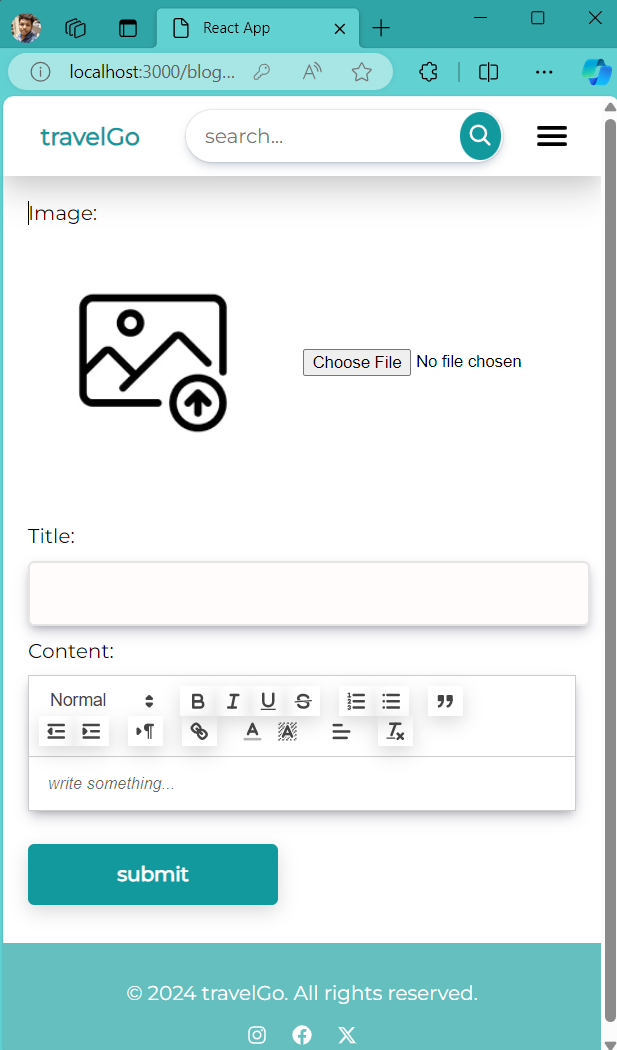 React App
localhost:3000/blog...
travelGo
search...
Image:
Choose File No file chosen
Title:
Content:
Normal
write something...
submit
© 2024 travelGo. All rights reserved.